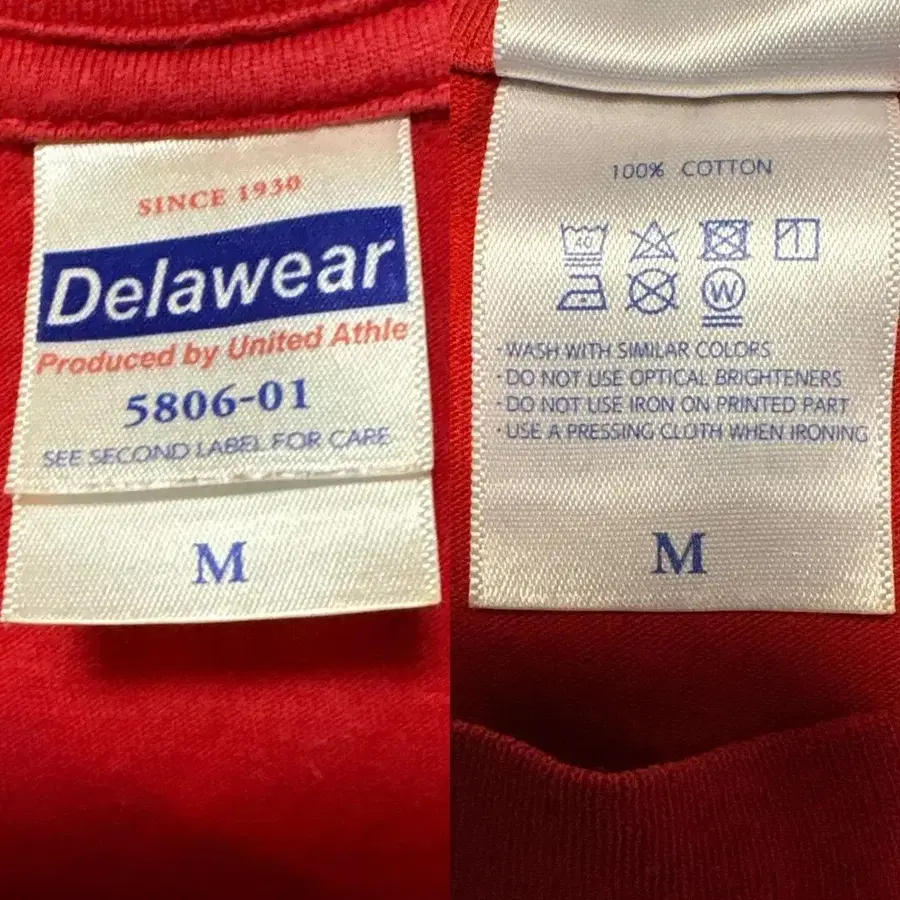 SINCE 1930
Delawear
Produced by United Athle
5806-01
SEE SECOND LABEL FOR CARE
M
100% COTTON
40
W
·WASH WITH SIMILAR COLORS
·DO NOT USE OPTICAL BRIGHTENERS
·DO NOT USE IRON ON PRINTED PART
·USE A PRESSING CLOTH WHEN IRONING
M